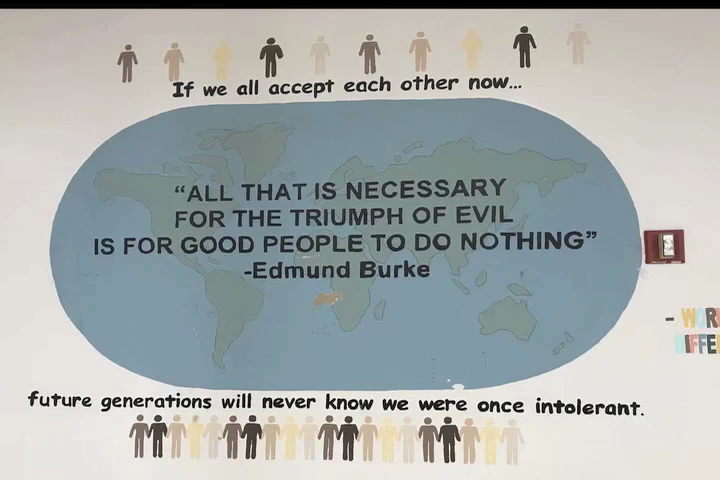 If we all accept each other now...
“ALL THAT IS NECESSARY
FOR THE TRIUMPH OF EVIL
IS FOR GOOD PEOPLE TO DO NOTHING”
-Edmund Burke
future generations will never know we were once intolerant.